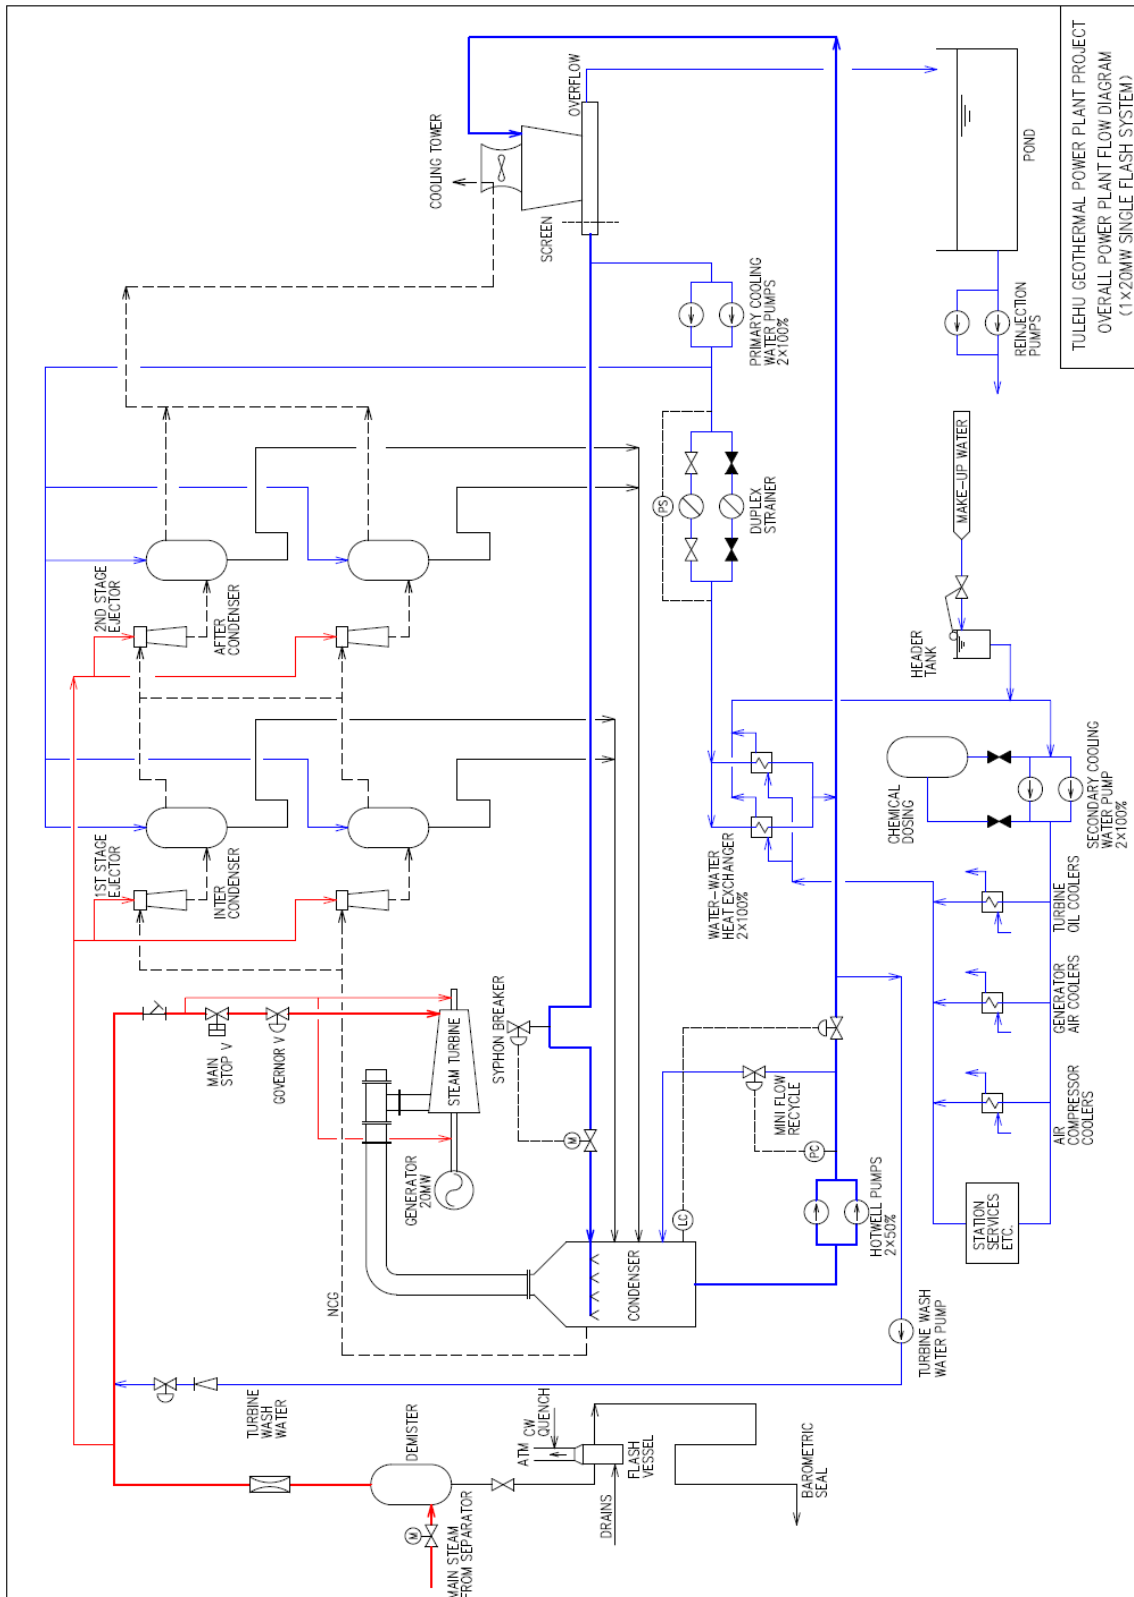 TULEHU GEOTHERMAL POWER PLANT PROJECT
OVERALL POWER PLANT FLOW DIAGRAM
(1×20MW SINGLE FLASH SYSTEM)
COOLING TOWER
OVERFLOW
SCREEN
POND
REINJECTION
PUMPS
PRIMARY COOLING
WATER PUMPS
2×100%
2ND STAGE
EJECTOR
AFTER
CONDENSER
PS
DUPLEX
STRAINER
MAKE-UP WATER
HEADER
TANK
1ST STAGE
EJECTOR
INTER
CONDENSER
WATER-WATER
HEAT EXCHANGER
2×100%
CHEMICAL
DOSING
SECONDARY COOLING
WATER PUMP
2×100%
MAIN
STOP V
GOVERNOR V
STEAM TURBINE
GENERATOR
20MW
SYPHON BREAKER
M
MINI FLOW
RECYCLE
PC
LC
HOTWELL PUMPS
2×50%
TURBINE
OIL COOLERS
GENERATOR
AIR COOLERS
AIR
COMPRESSOR
COOLERS
STATION
SERVICES
ETC.
NCG
CONDENSER
TURBINE
WASH
WATER
TURBINE WASH
WATER PUMP
DEMISTER
ATM
CW
QUENCH
FLASH
VESSEL
DRAINS
BAROMETRIC
SEAL
M
MAIN STEAM
FROM SEPARATOR